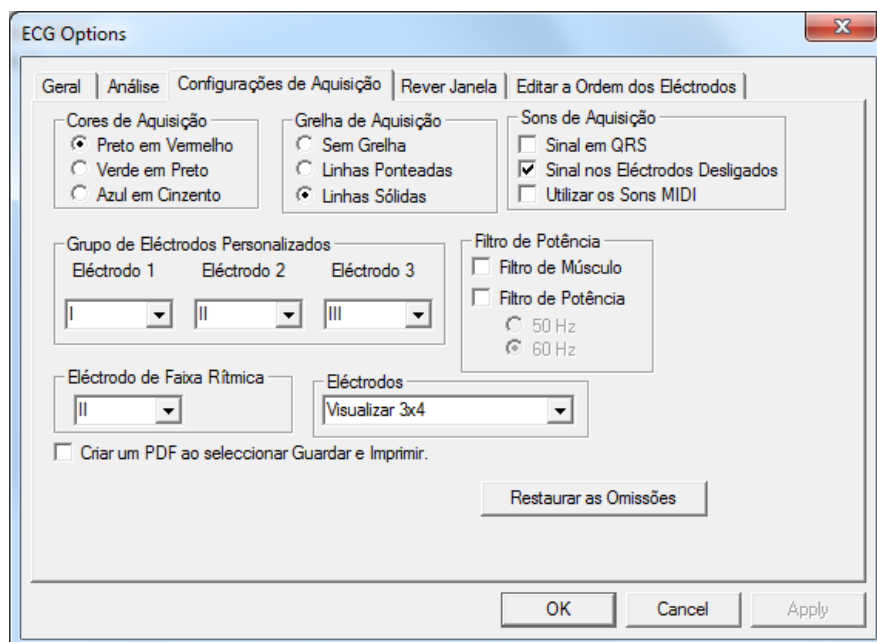 ECG Options
Geral
Análise
Configurações de Aquisição
Rever Janela
Editar a Ordem dos Eléctrodos
Cores de Aquisição
Preto em Vermelho
Verde em Preto
Azul em Cinzento
Grelha de Aquisição
Sem Grelha
Linhas Ponteadas
Linhas Sólidas
Sons de Aquisição
Sinal em QRS
Sinal nos Eléctrodos Desligados
Utilizar os Sons MIDI
Grupo de Eléctrodos Personalizados
Eléctrodo 1
Eléctrodo 2
Eléctrodo 3
I
II
III
Filtro de Potência
Filtro de Músculo
Filtro de Potência
50 Hz
60 Hz
Eléctrodo de Faixa Rítmica
II
Eléctrodos
Visualizar 3x4
Criar um PDF ao seleccionar Guardar e Imprimir.
Restaurar as Omissões
OK
Cancel
Apply